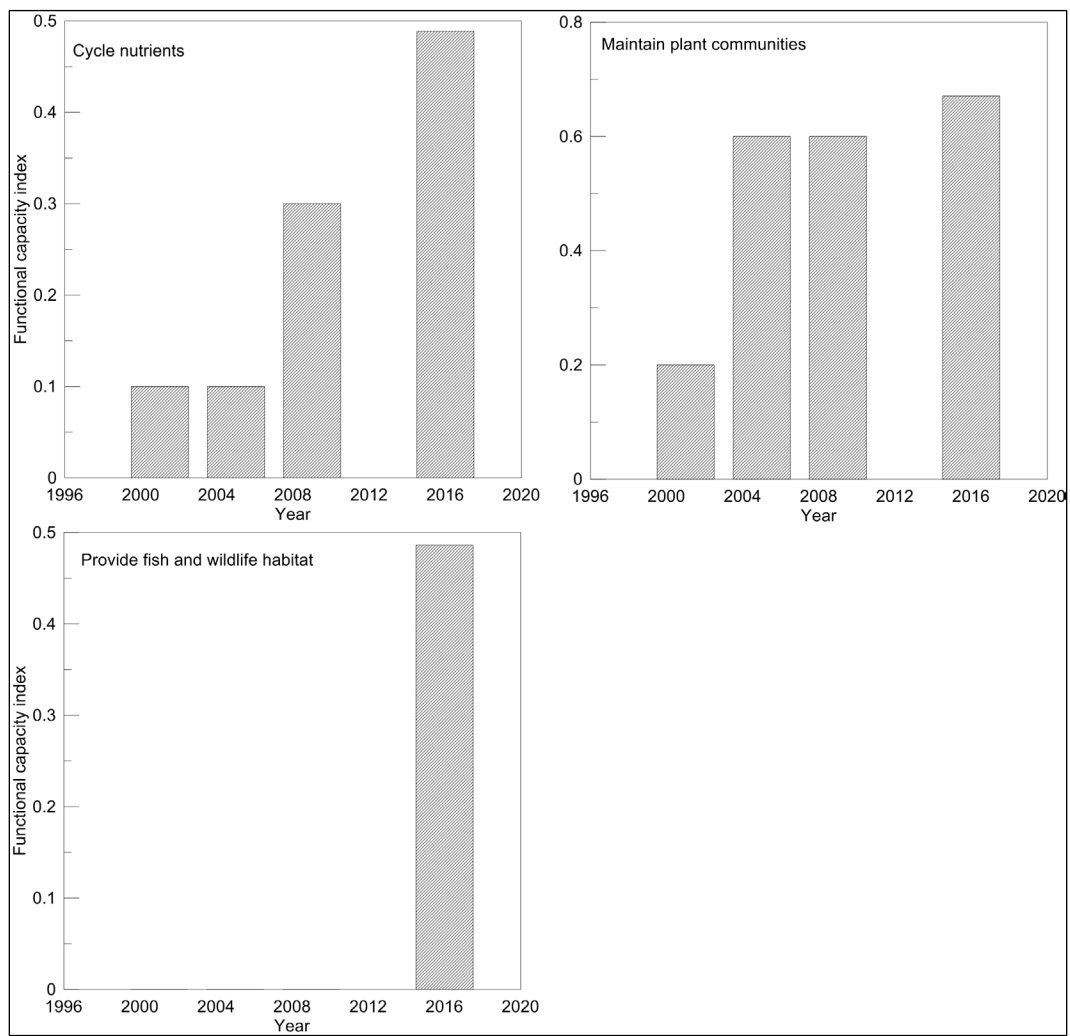 Cycle nutrients
Functional capacity index
0.5
0.4
0.3
0.2
0.1
0
1996 2000 2004 2008 2012 2016 2020
Year
Maintain plant communities
0.8
0.6
0.4
0.2
0
1996 2000 2004 2008 2012 2016 2020
Year
Provide fish and wildlife habitat
Functional capacity index
0.5
0.4
0.3
0.2
0.1
0
1996 2000 2004 2008 2012 2016 2020
Year